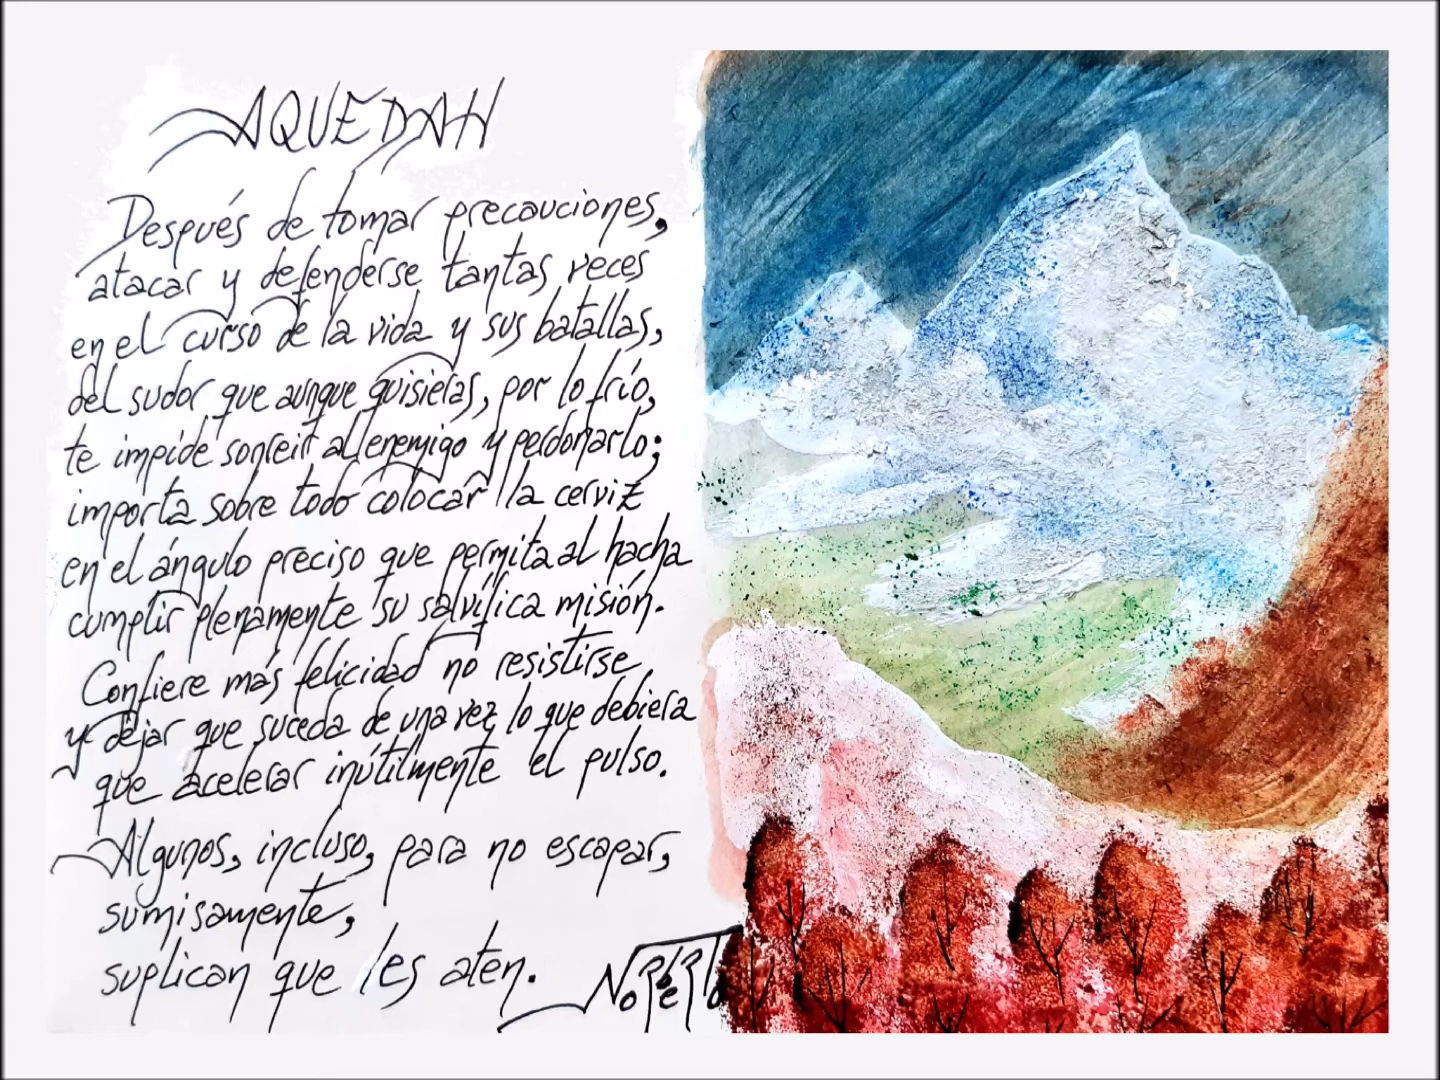 AQUEDAH
Después de tomar precauciones,
atacar y defenderse tantas veces
en el curso de la vida y sus batallas,
del sudor que aunque quisieras, por lo frío,
te impide sonreir al enemigo y perdonarlo;
importa sobre todo colocar la cerviz
en el ángulo preciso que permita al hacha
cumplir plenamente su salvífica misión.
Confiere más felicidad no resistirse
y dejar que suceda de una vez lo que debiera
que acelerar inútilmente el pulso.
Algunos, incluso, para no escapar,
sumisamente,
suplican que les aten.
Norberto